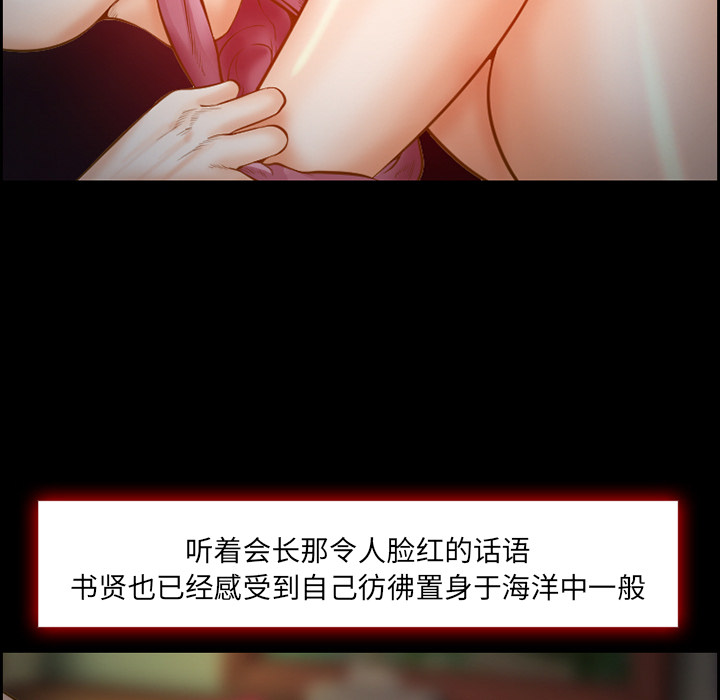 听着会长那令人脸红的话语
书贤也已经感受到自己彷彿置身于海洋中一般